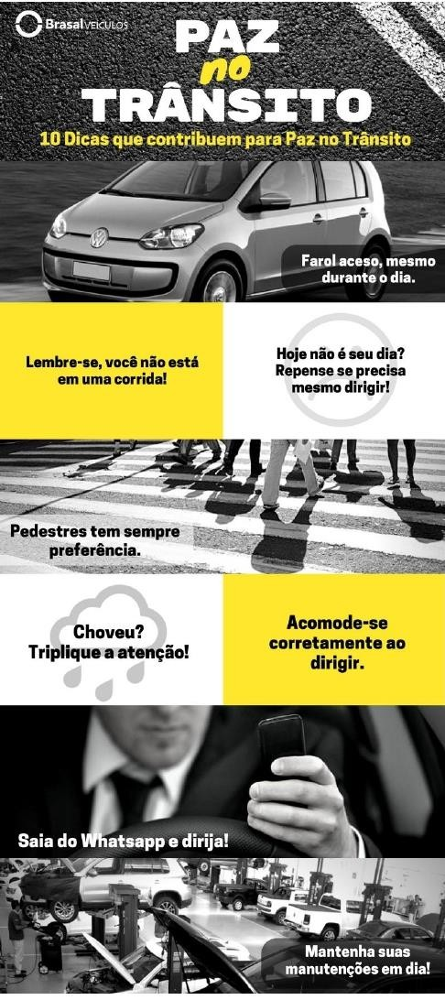 Brasal VEÍCULOS
PAZ
no
TRÂNSITO
10 Dicas que contribuem para Paz no Trânsito
Farol aceso, mesmo
durante o dia.
Lembre-se, você não está
em uma corrida!
Hoje não é seu dia?
Repense se precisa
mesmo dirigir!
Pedestres tem sempre
preferência.
Choveu?
Triplique a atenção!
Acomode-se
corretamente ao
dirigir.
Saia do Whatsapp e dirija!
Mantenha suas
manutenções em dia!